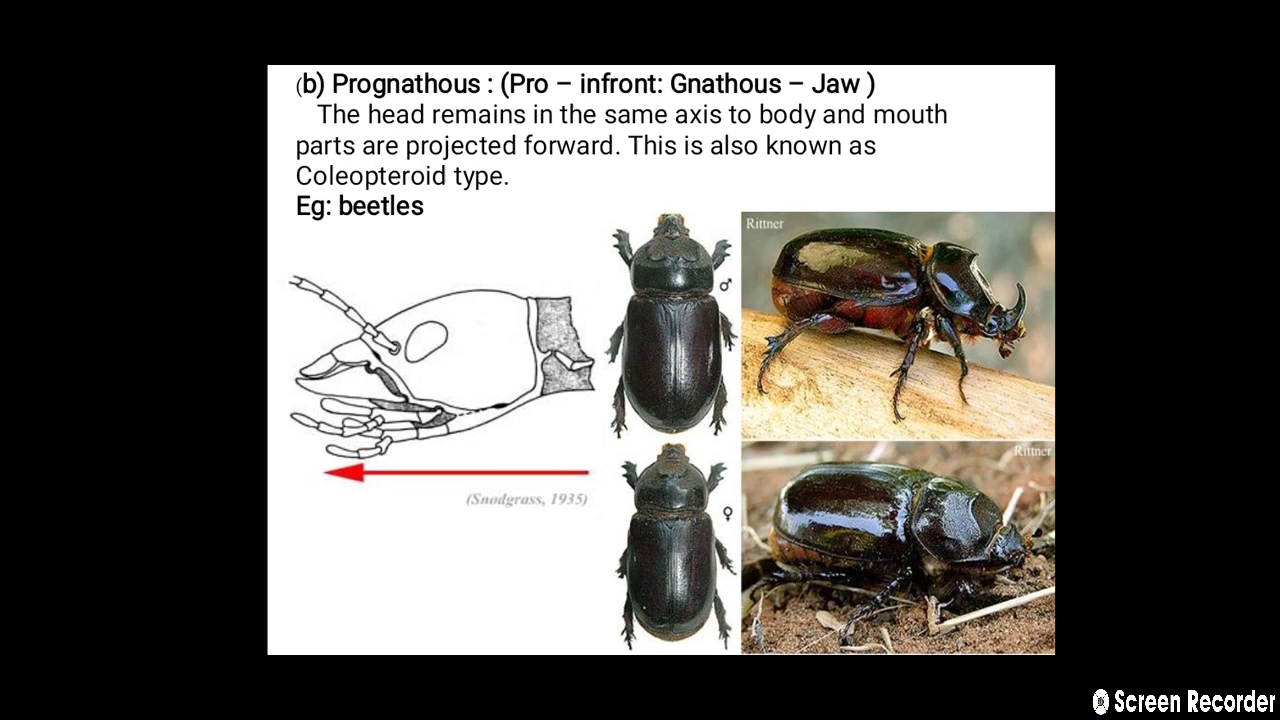 (b) Prognathous : (Pro – infront: Gnathous – Jaw )
The head remains in the same axis to body and mouth
parts are projected forward. This is also known as
Coleopteroid type.
Eg: beetles
Rittner
♂
Rittner
(Snodgrass, 1935)
♀
Screen Recorder